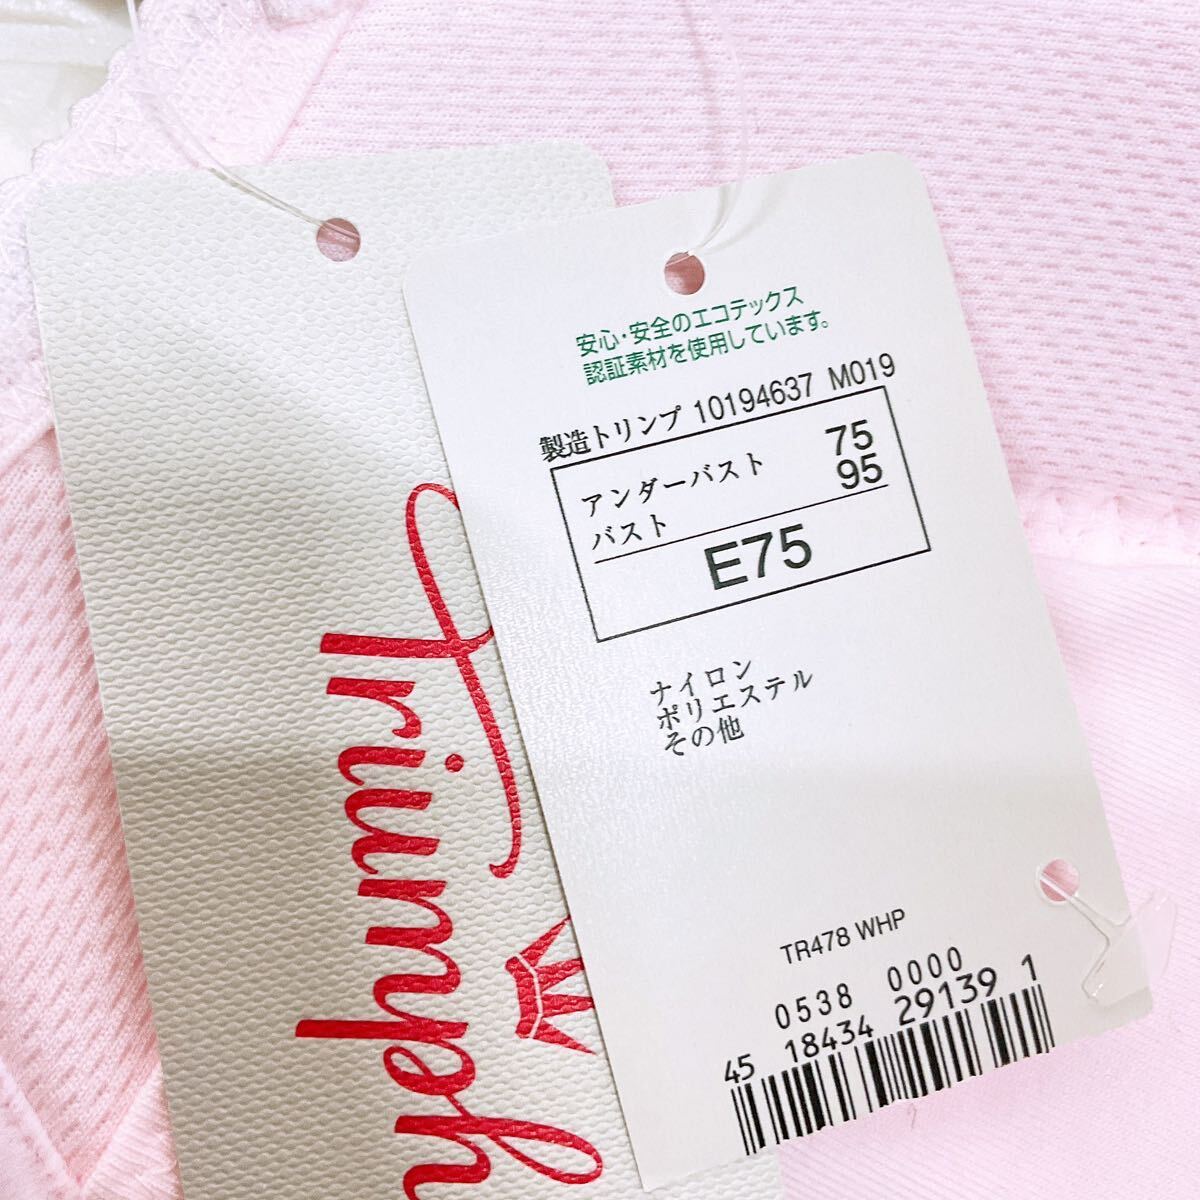 Triumph
安心・安全のエコテックス
認証素材を使用しています。
製造トリンプ 10194637 M019
アンダーバスト 75
バスト 95
E75
ナイロン
ポリエステル
その他
TR478 WHP
0538 0000
45 18434 29139 1